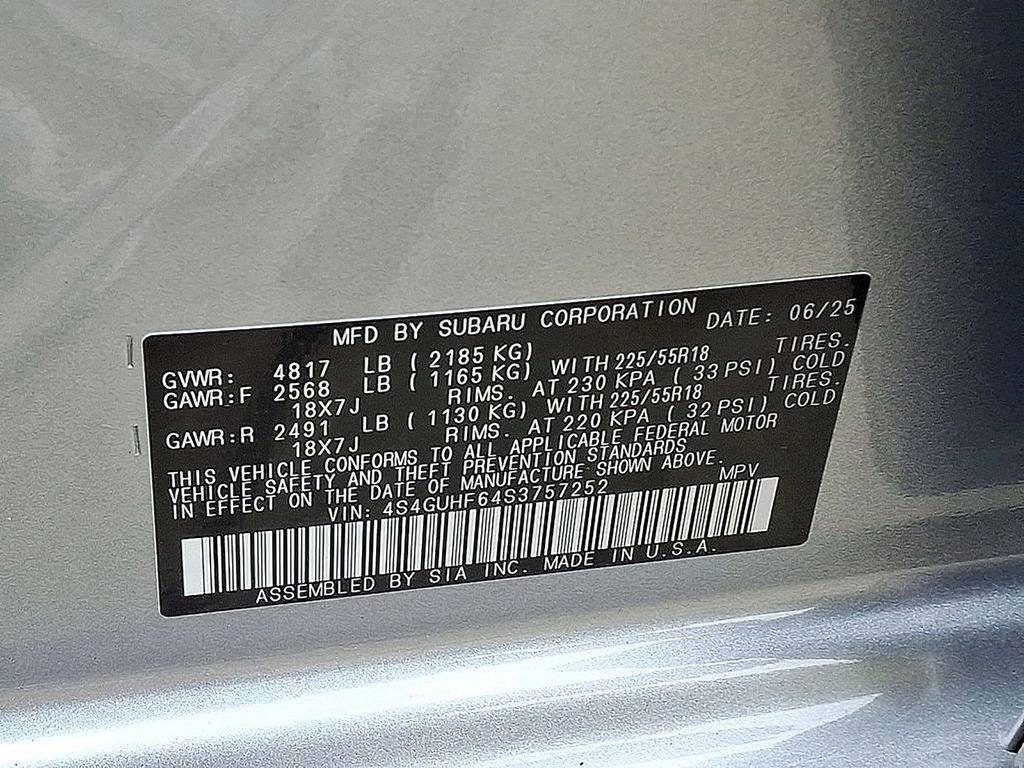 MFD BY SUBARU CORPORATION DATE: 06/25
GVWR: 4817 LB ( 2185 KG)
GAWR:F 2568 LB ( 1165 KG) WITH 225/55R18 TIRES.
18X7J RIMS. AT 230 KPA ( 33 PSI) COLD
GAWR:R 2491 LB ( 1130 KG) WITH 225/55R18 TIRES.
18X7J RIMS. AT 220 KPA ( 32 PSI) COLD
THIS VEHICLE CONFORMS TO ALL APPLICABLE FEDERAL MOTOR
VEHICLE SAFETY AND THEFT PREVENTION STANDARDS
IN EFFECT ON THE DATE OF MANUFACTURE SHOWN ABOVE.
VIN: 4S4GUHF64S3757252 MPV
ASSEMBLED BY SIA INC. MADE IN U.S.A.